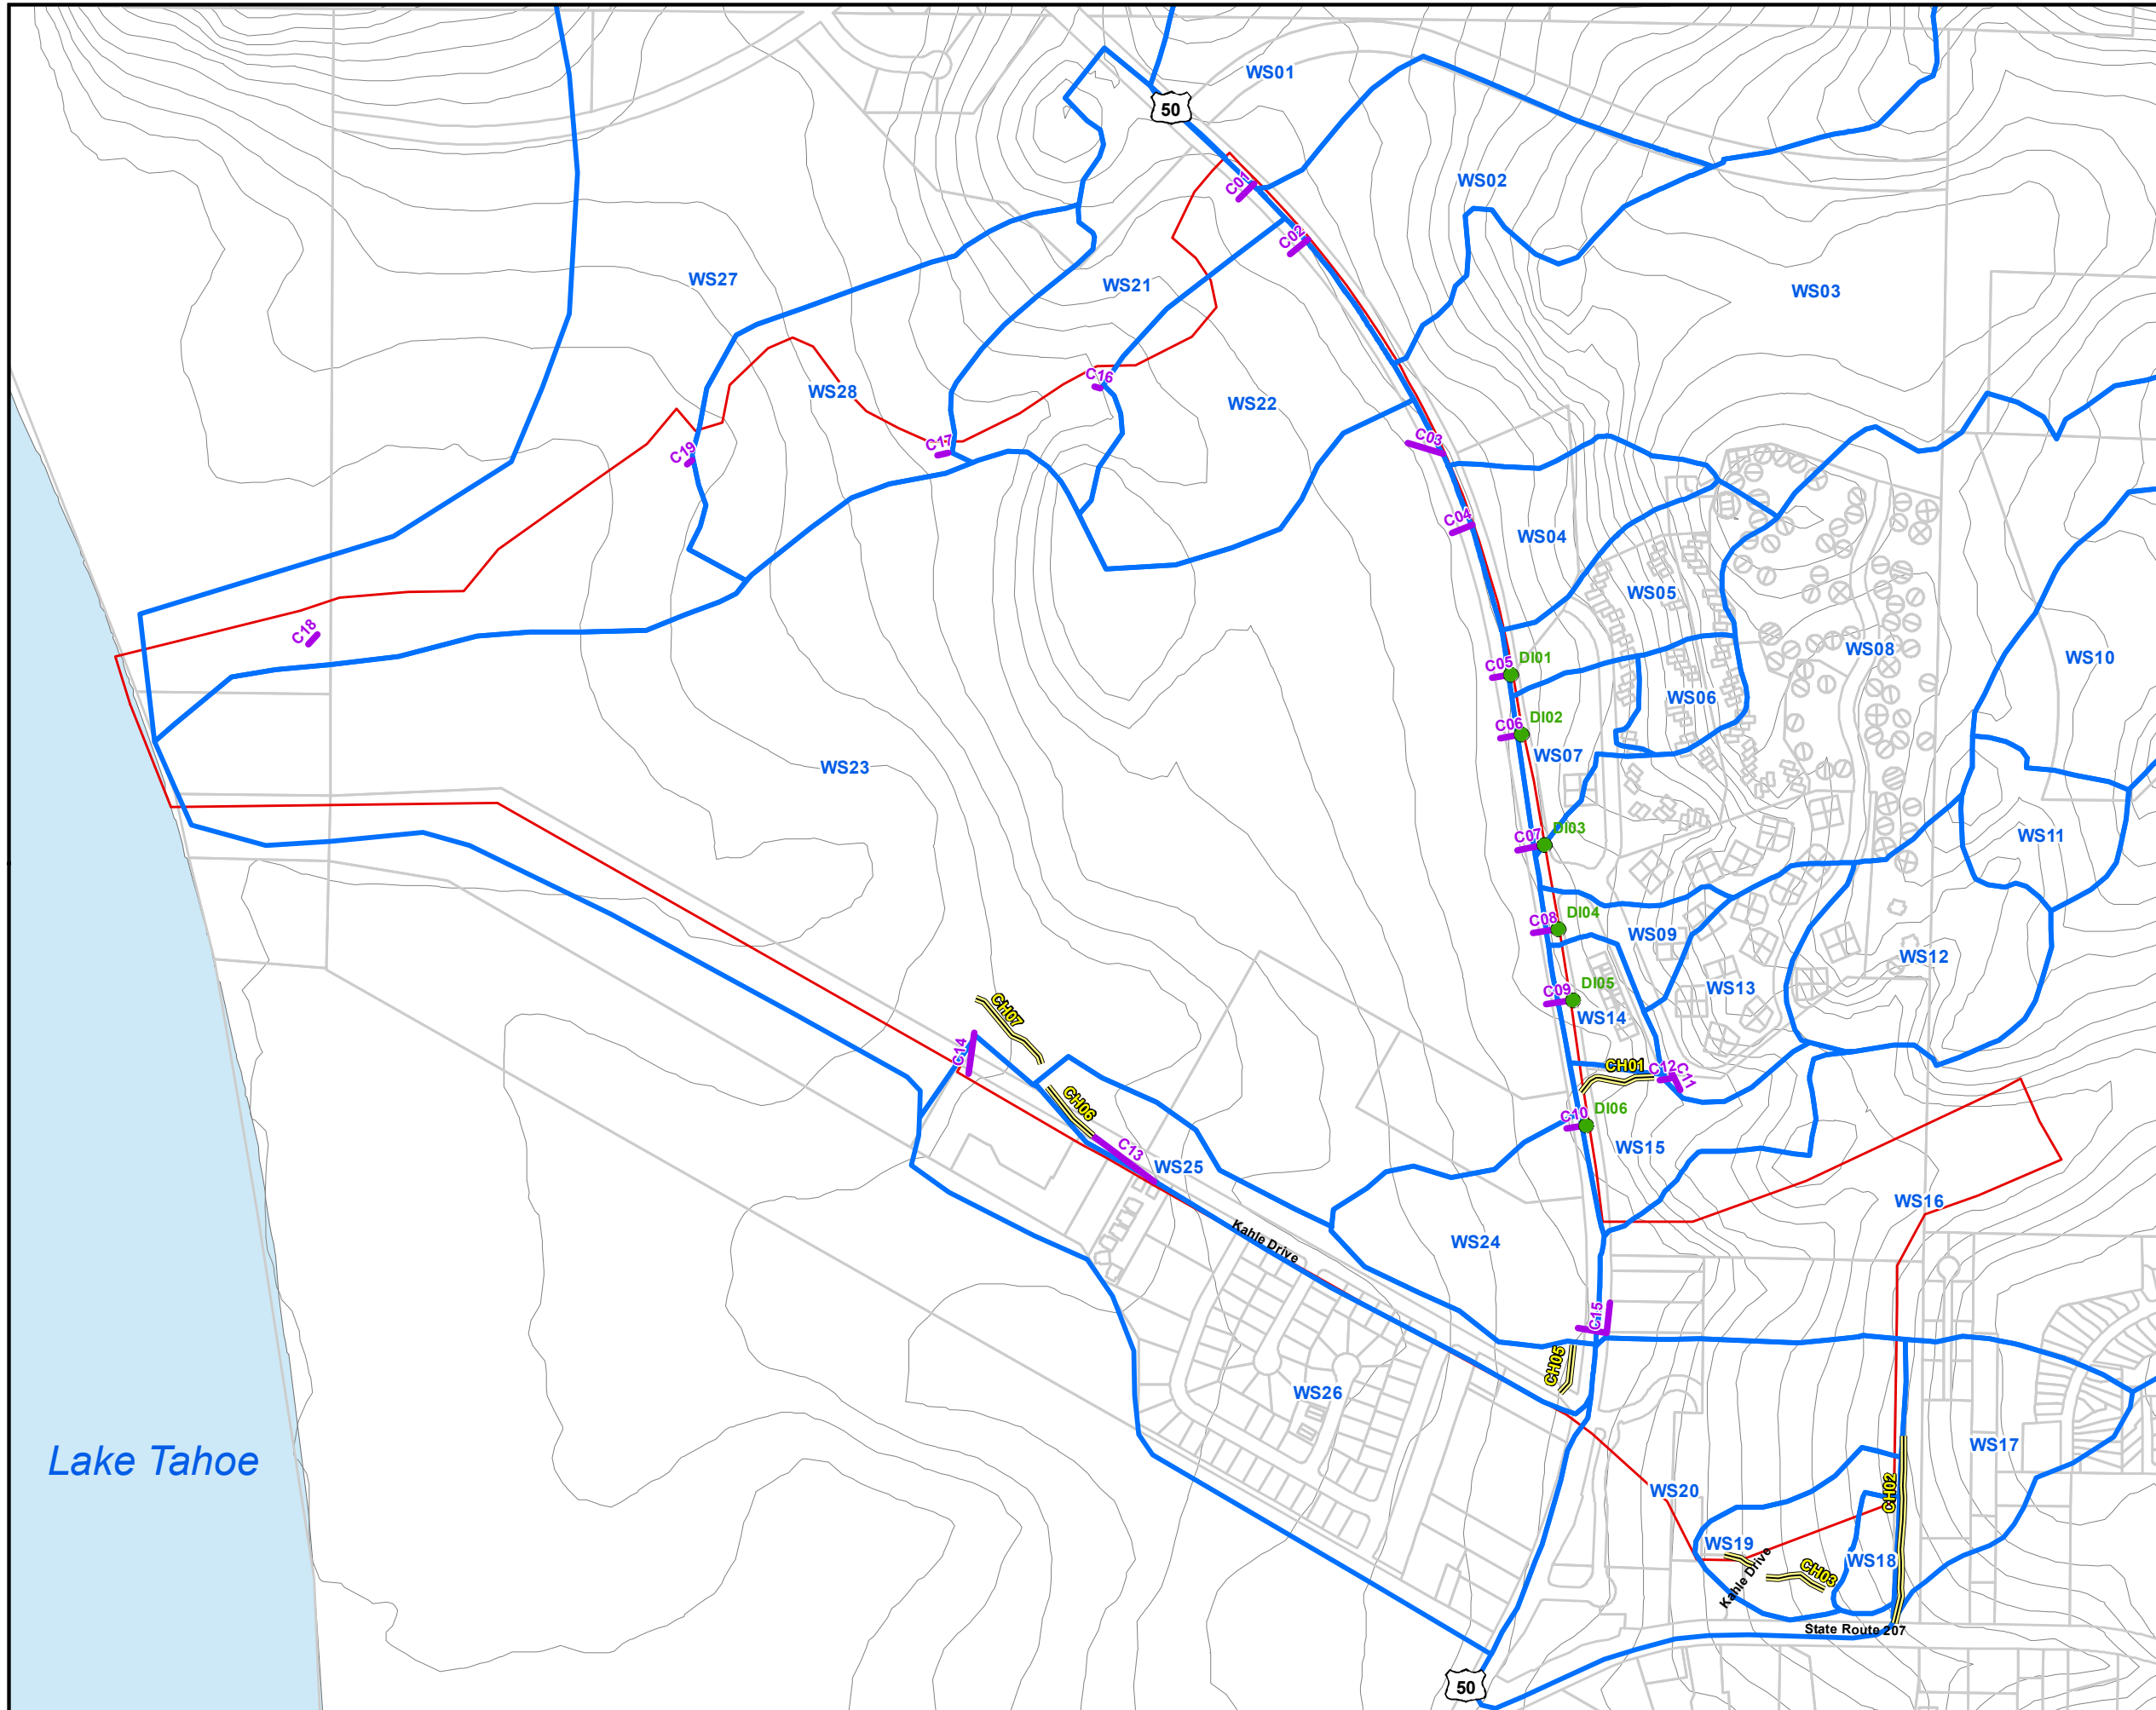 WS01
50
WS02
C01
C02
WS27
WS21
WS03
C16
WS28
WS22
C03
C17
C19
C04
WS04
WS05
C18
WS08
DI01
C05
WS10
WS06
DI02
C06
WS07
WS23
DI03
C07
WS11
DI04
C08
WS09
WS12
DI05
C09
WS13
CH07
WS14
C14
CH01
C12
C11
CH06
DI06
C10
C13
WS15
WS25
WS16
Kahle Drive
WS24
C15
CH05
WS26
WS17
Lake Tahoe
WS20
CH02
WS19
WS18
Kahle Drive
CH03
State Route 207
50